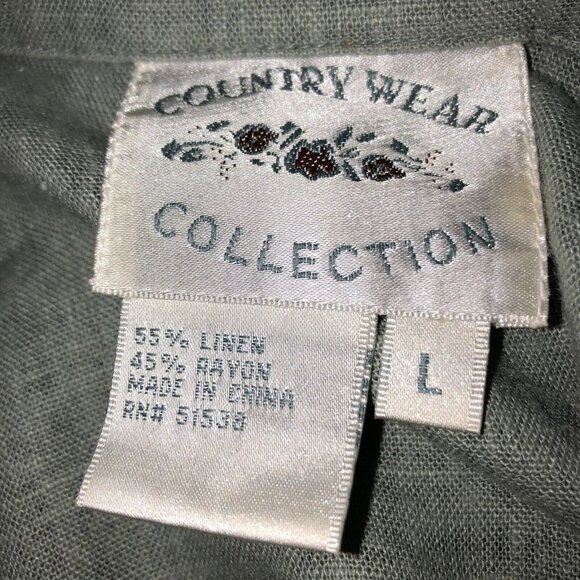 COUNTRY WEAR
COLLECTION
55% LINEN
45% RAYON
MADE IN CHINA
RN# 51538
L